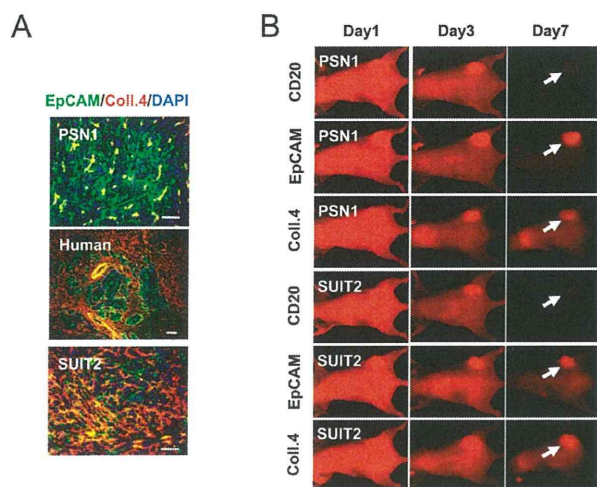 A
EpCAM/Coll.4/DAPI
PSN1
Human
SUIT2
B
Day1 Day3 Day7
CD20 PSN1
EpCAM PSN1
Coll.4 PSN1
CD20 SUIT2
EpCAM SUIT2
Coll.4 SUIT2